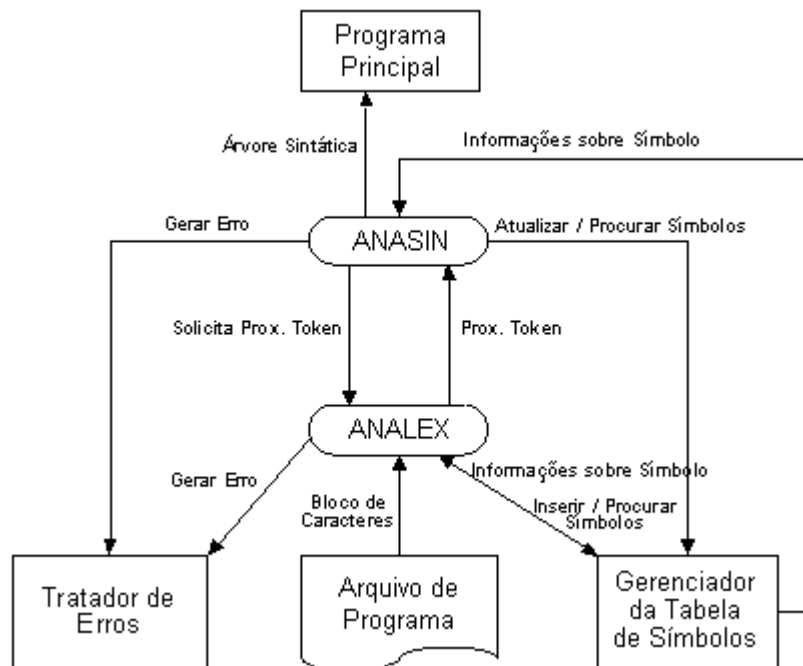 Programa
Principal
Árvore Sintática
Informações sobre Símbolo
Gerar Erro
ANASIN
Atualizar / Procurar Símbolos
Solicita Prox. Token
Prox. Token
ANALEX
Gerar Erro
Informações sobre Símbolo
Bloco de
Caracteres
Inserir / Procurar
Símbolos
Tratador de
Erros
Arquivo de
Programa
Gerenciador
da Tabela
de Símbolos